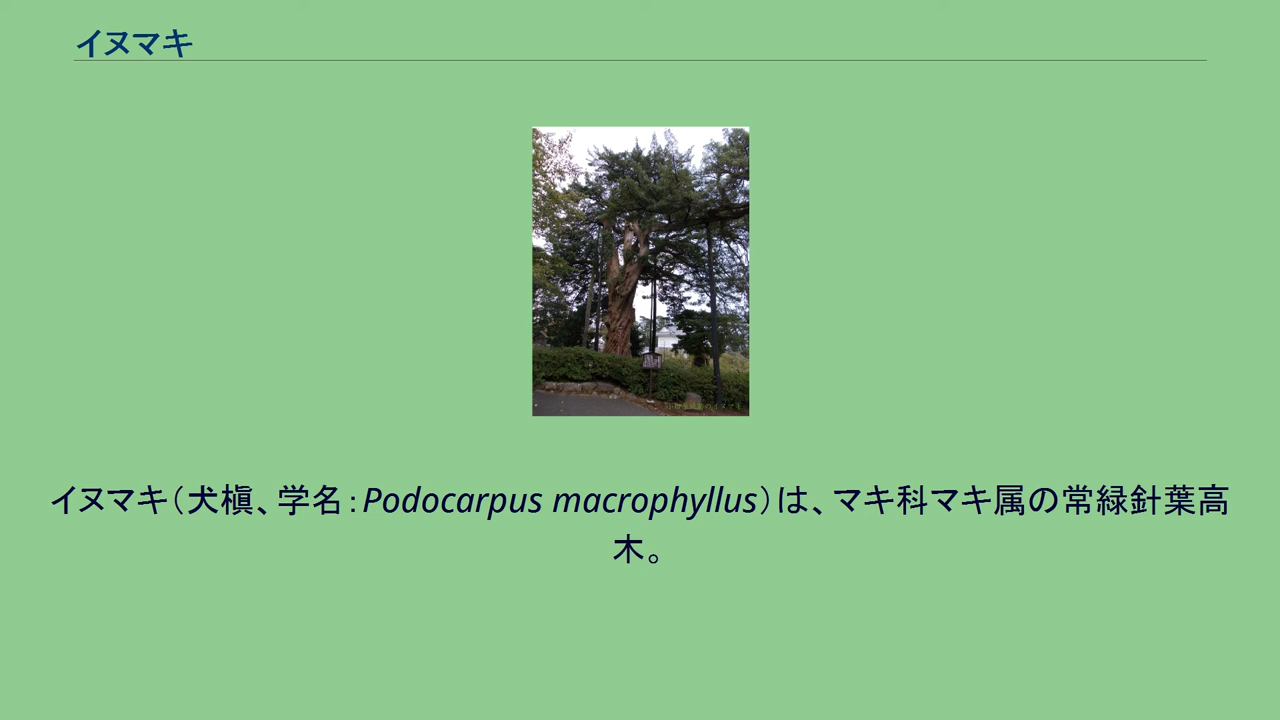 イヌマキ
イヌマキ（犬槇、学名：Podocarpus macrophyllus）は、マキ科マキ属の常緑針葉高
木。